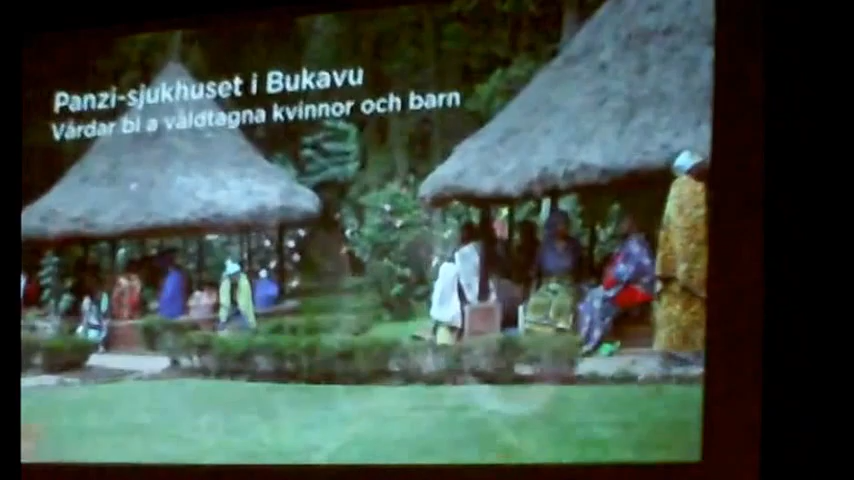 Panzi-sjukhuset i Bukavu
Vårdar bl a våldtagna kvinnor och barn